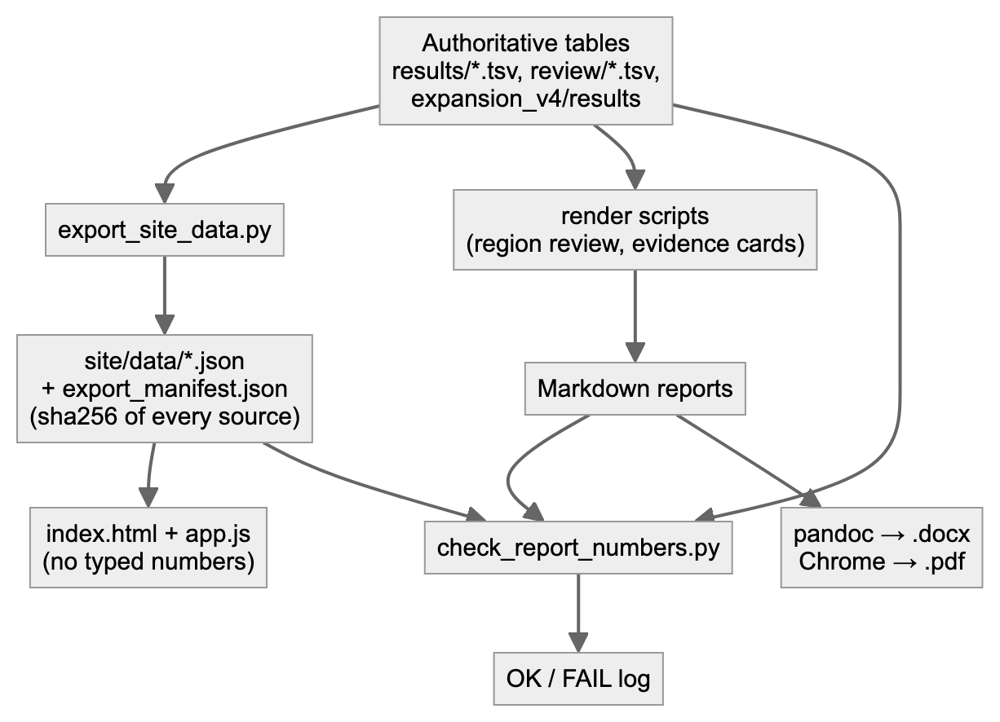 Authoritative tables
results/*.tsv, review/*.tsv,
expansion_v4/results
export_site_data.py
render scripts
(region review, evidence cards)
site/data/*.json
+ export_manifest.json
(sha256 of every source)
Markdown reports
index.html + app.js
(no typed numbers)
check_report_numbers.py
pandoc → .docx
Chrome → .pdf
OK / FAIL log